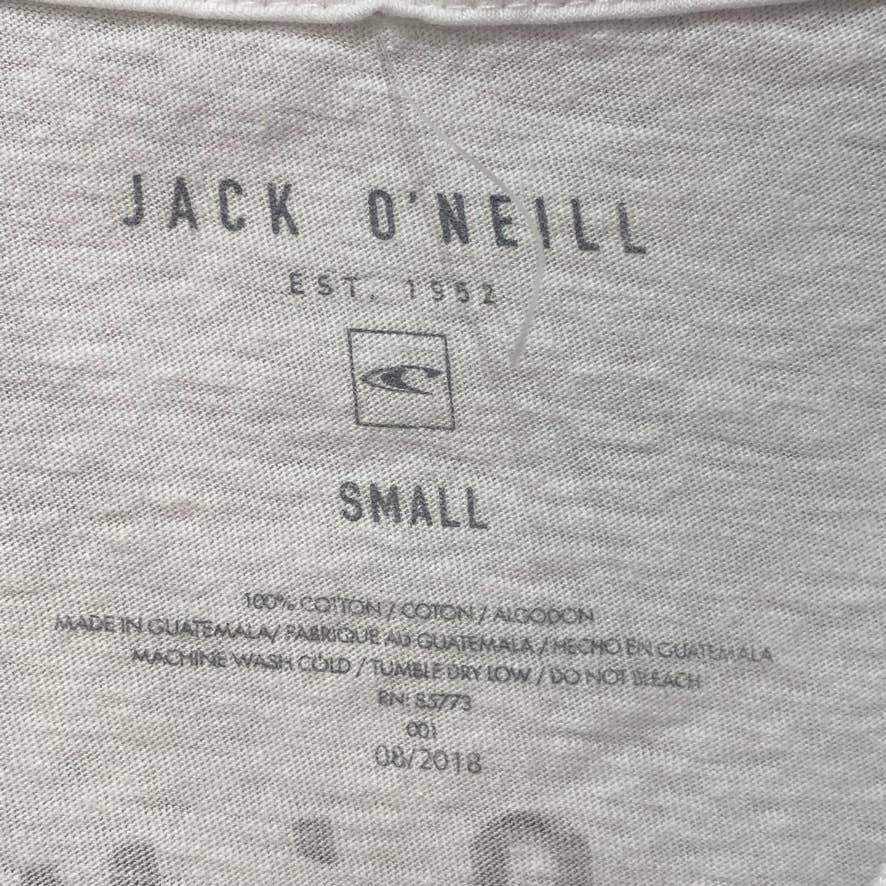 JACK O'NEILL
EST. 1952
SMALL
100% COTTON / COTON / ALGODON
MADE IN GUATEMALA/ FABRIQUE AU GUATEMALA / HECHO EN GUATEMALA
MACHINE WASH COLD / TUMBLE DRY LOW / DO NOT BLEACH
RN: 85773
001
08/2018